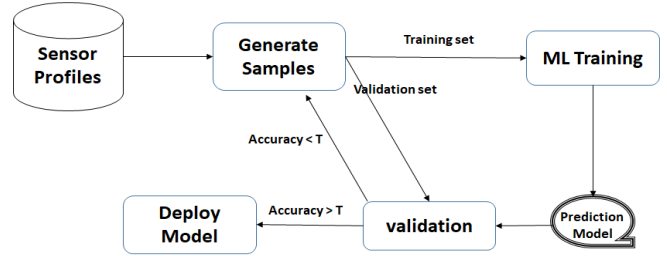 Sensor
Profiles
Generate
Samples
Training set
ML Training
Validation set
Accuracy < T
Deploy
Model
Accuracy > T
validation
Prediction
Model